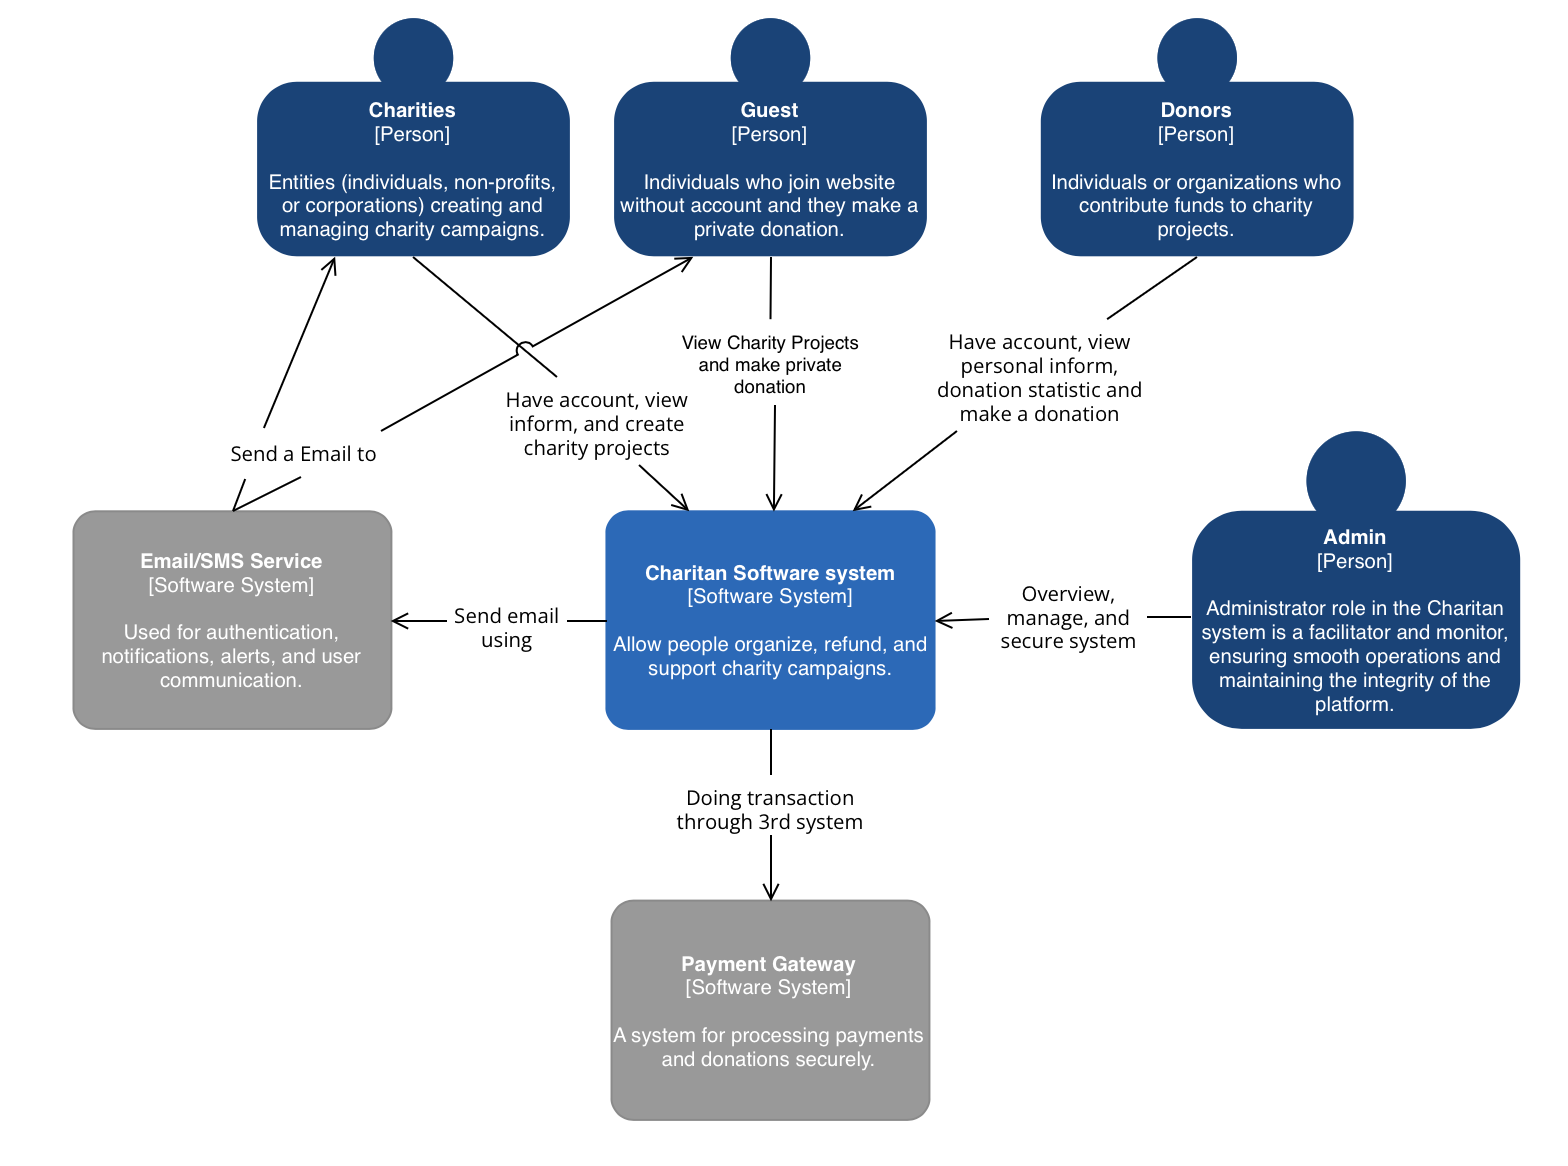 Charities
[Person]
Entities (individuals, non-profits,
or corporations) creating and
managing charity campaigns.
Guest
[Person]
Individuals who join website
without account and they make a
private donation.
Donors
[Person]
Individuals or organizations who
contribute funds to charity
projects.
Send a Email to
Have account, view
inform, and create
charity projects
View Charity Projects
and make private
donation
Have account, view
personal inform,
donation statistic and
make a donation
Email/SMS Service
[Software System]
Used for authentication,
notifications, alerts, and user
communication.
Send email
using
Charitan Software system
[Software System]
Allow people organize, refund, and
support charity campaigns.
Overview,
manage, and
secure system
Admin
[Person]
Administrator role in the Charitan
system is a facilitator and monitor,
ensuring smooth operations and
maintaining the integrity of the
platform.
Doing transaction
through 3rd system
Payment Gateway
[Software System]
A system for processing payments
and donations securely.